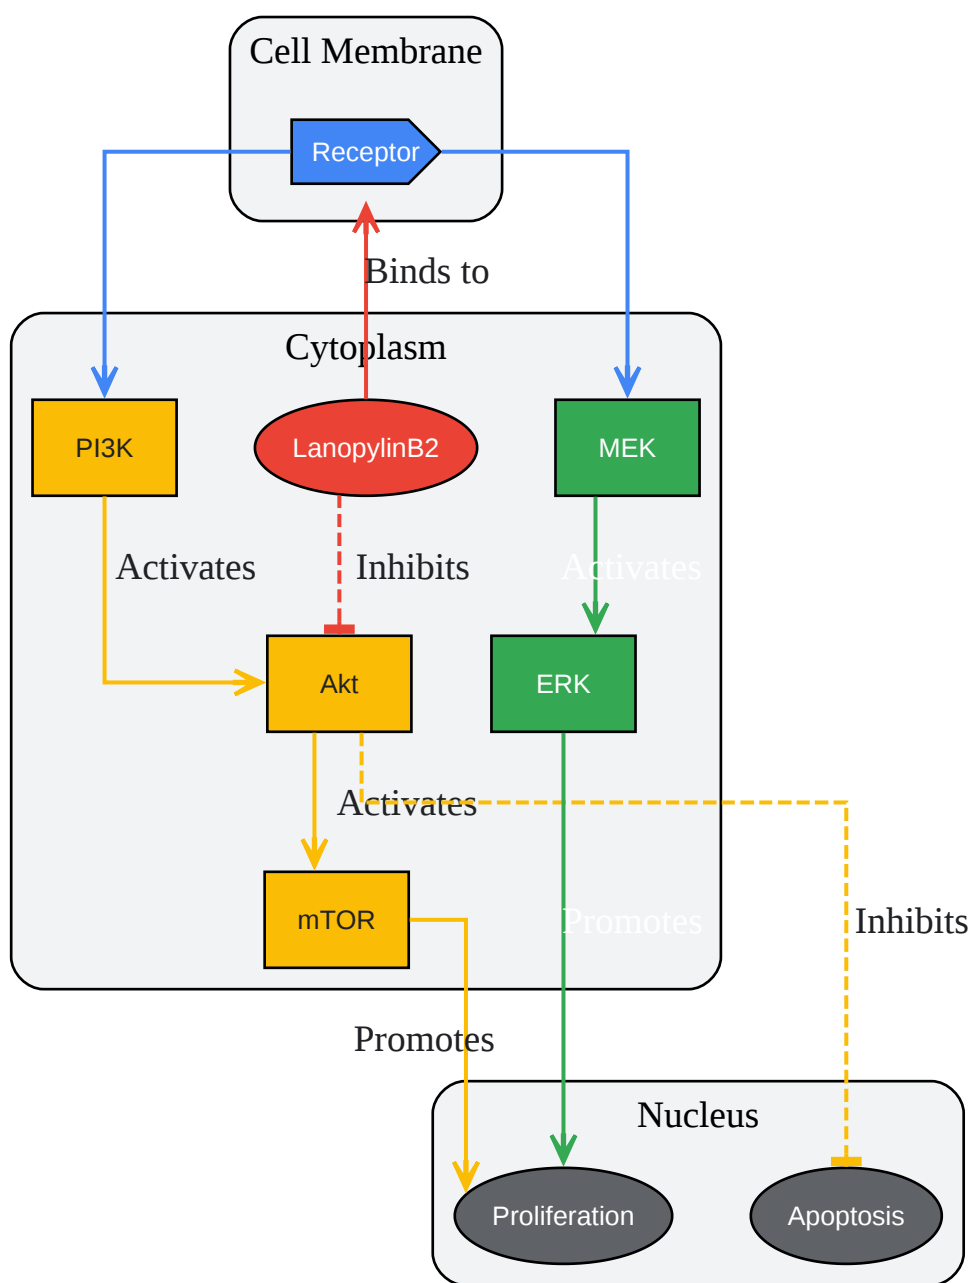 Cell Membrane
Receptor
Binds to
Cytoplasm
PI3K
LanopylinB2
MEK
Activates
Inhibits
Activates
Akt
ERK
Activates
mTOR
Promotes
Inhibits
Promotes
Nucleus
Proliferation
Apoptosis